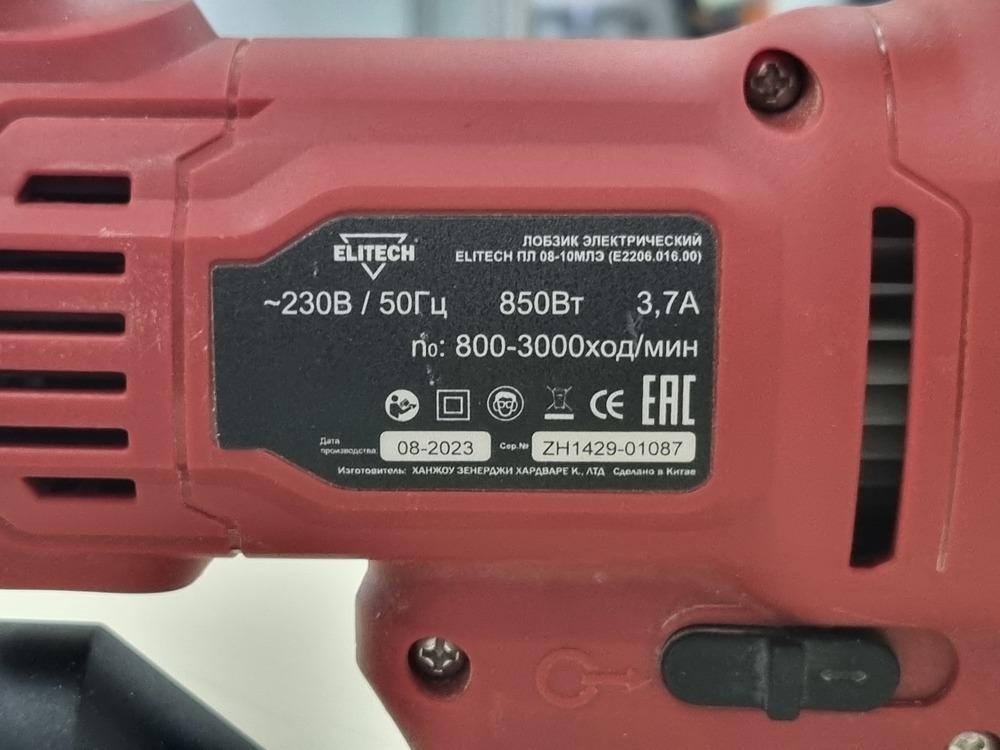 ELITECH
ЛОБЗИК ЭЛЕКТРИЧЕСКИЙ
ELITECH ПЛ 08-10МЛЭ (E2206.016.00)
~230В / 50Гц 850Вт 3,7А
n₀: 800-3000ход/мин
CE EAC
Дата производства 08-2023 Сер.№ ZH1429-01087
Изготовитель: ХАНЖОУ ЗЕНЕРДЖИ ХАРДВАРЕ К., ЛТД Сделано в Китае